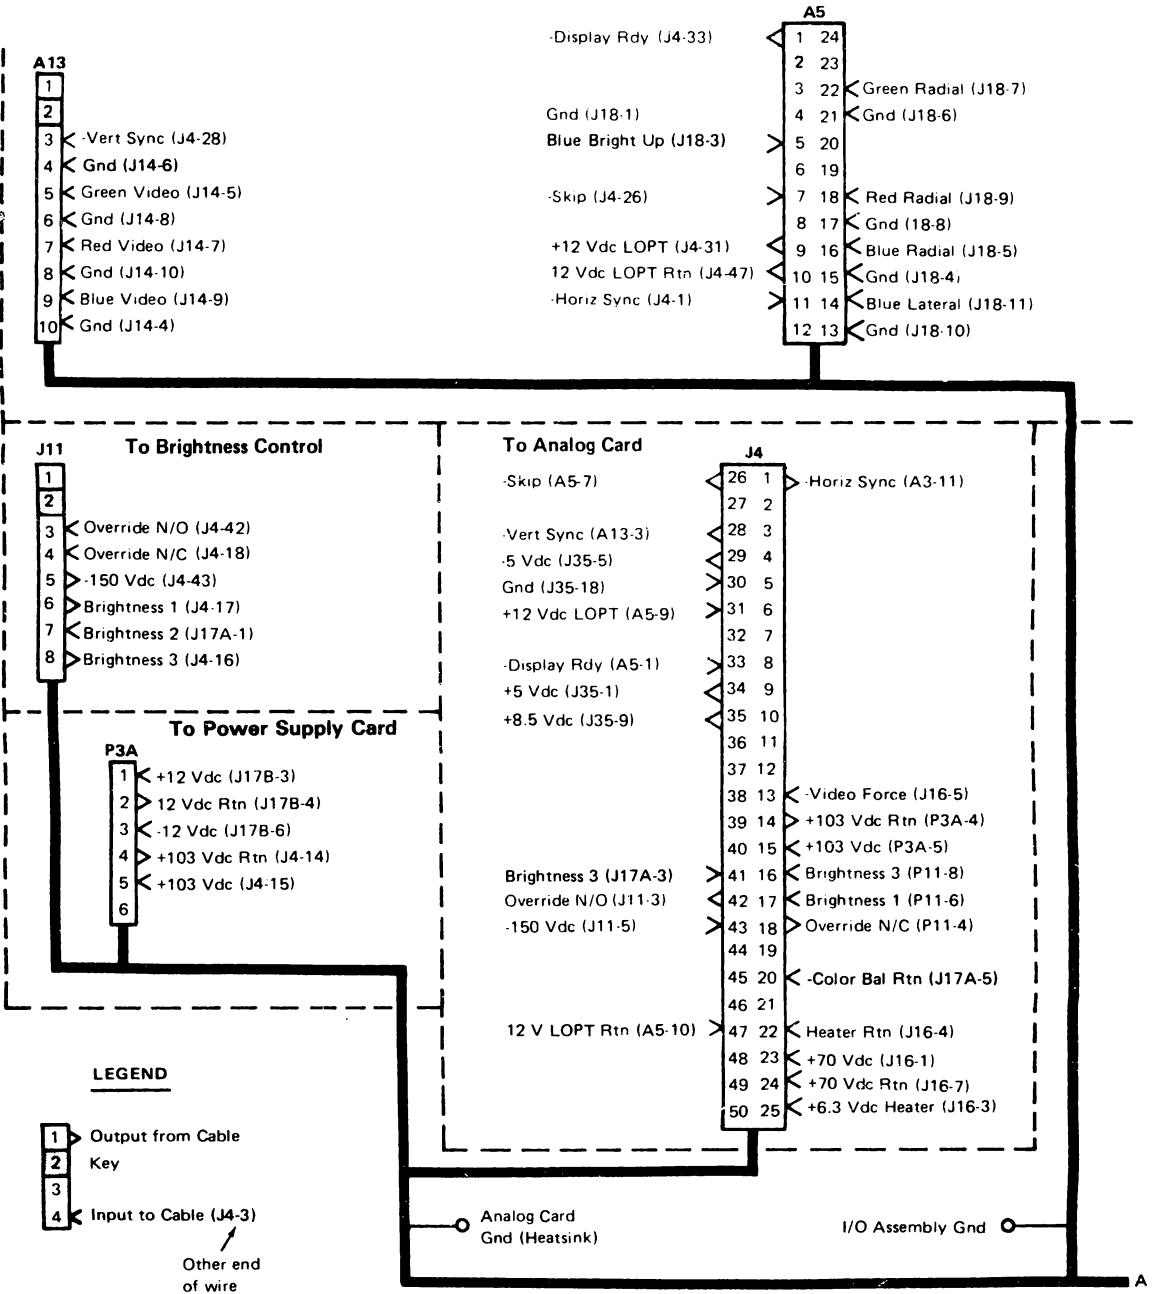 A13
1
2
3 -Vert Sync (J4-28)
4 Gnd (J14-6)
5 Green Video (J14-5)
6 Gnd (J14-8)
7 Red Video (J14-7)
8 Gnd (J14-10)
9 Blue Video (J14-9)
10 Gnd (J14-4)
A5
-Display Rdy (J4-33) 1 24
2 23
3 22 Green Radial (J18-7)
Gnd (J18-1) 4 21 Gnd (J18-6)
Blue Bright Up (J18-3) 5 20
6 19
-Skip (J4-26) 7 18 Red Radial (J18-9)
8 17 Gnd (18-8)
+12 Vdc LOPT (J4-31) 9 16 Blue Radial (J18-5)
12 Vdc LOPT Rtn (J4-47) 10 15 Gnd (J18-4)
-Horiz Sync (J4-1) 11 14 Blue Lateral (J18-11)
12 13 Gnd (J18-10)
To Brightness Control
J11
1
2
3 Override N/O (J4-42)
4 Override N/C (J4-18)
5 -150 Vdc (J4-43)
6 Brightness 1 (J4-17)
7 Brightness 2 (J17A-1)
8 Brightness 3 (J4-16)
To Power Supply Card
P3A
1 +12 Vdc (J17B-3)
2 12 Vdc Rtn (J17B-4)
3 -12 Vdc (J17B-6)
4 +103 Vdc Rtn (J4-14)
5 +103 Vdc (J4-15)
6
To Analog Card
J4
-Skip (A5-7) 26 1 -Horiz Sync (A3-11)
27 2
-Vert Sync (A13-3) 28 3
-5 Vdc (J35-5) 29 4
Gnd (J35-18) 30 5
+12 Vdc LOPT (A5-9) 31 6
32 7
-Display Rdy (A5-1) 33 8
+5 Vdc (J35-1) 34 9
+8.5 Vdc (J35-9) 35 10
36 11
37 12
38 13 -Video Force (J16-5)
39 14 +103 Vdc Rtn (P3A-4)
40 15 +103 Vdc (P3A-5)
Brightness 3 (J17A-3) 41 16 Brightness 3 (P11-8)
Override N/O (J11-3) 42 17 Brightness 1 (P11-6)
-150 Vdc (J11-5) 43 18 Override N/C (P11-4)
44 19
45 20 -Color Bal Rtn (J17A-5)
46 21
12 V LOPT Rtn (A5-10) 47 22 Heater Rtn (J16-4)
48 23 +70 Vdc (J16-1)
49 24 +70 Vdc Rtn (J16-7)
50 25 +6.3 Vdc Heater (J16-3)
LEGEND
1 Output from Cable
2 Key
3
4 Input to Cable (J4-3)
Other end
of wire
Analog Card
Gnd (Heatsink)
I/O Assembly Gnd
A